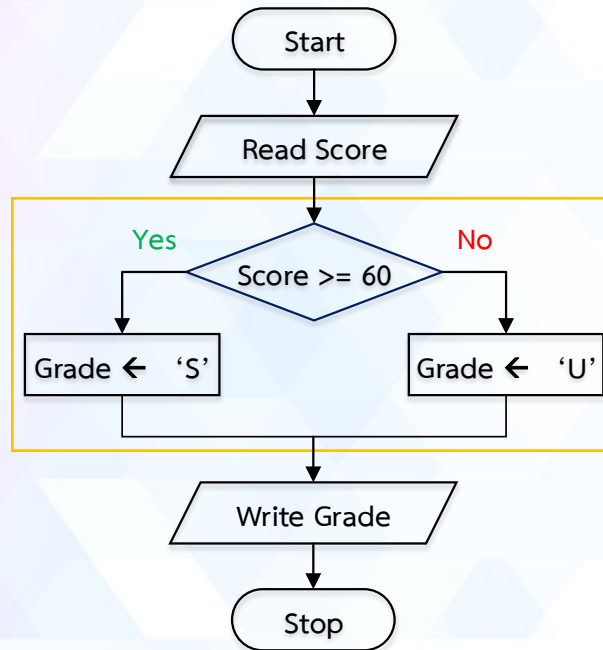 Start
Read Score
Yes
No
Score >= 60
Grade ← ‘S’
Grade ← ‘U’
Write Grade
Stop